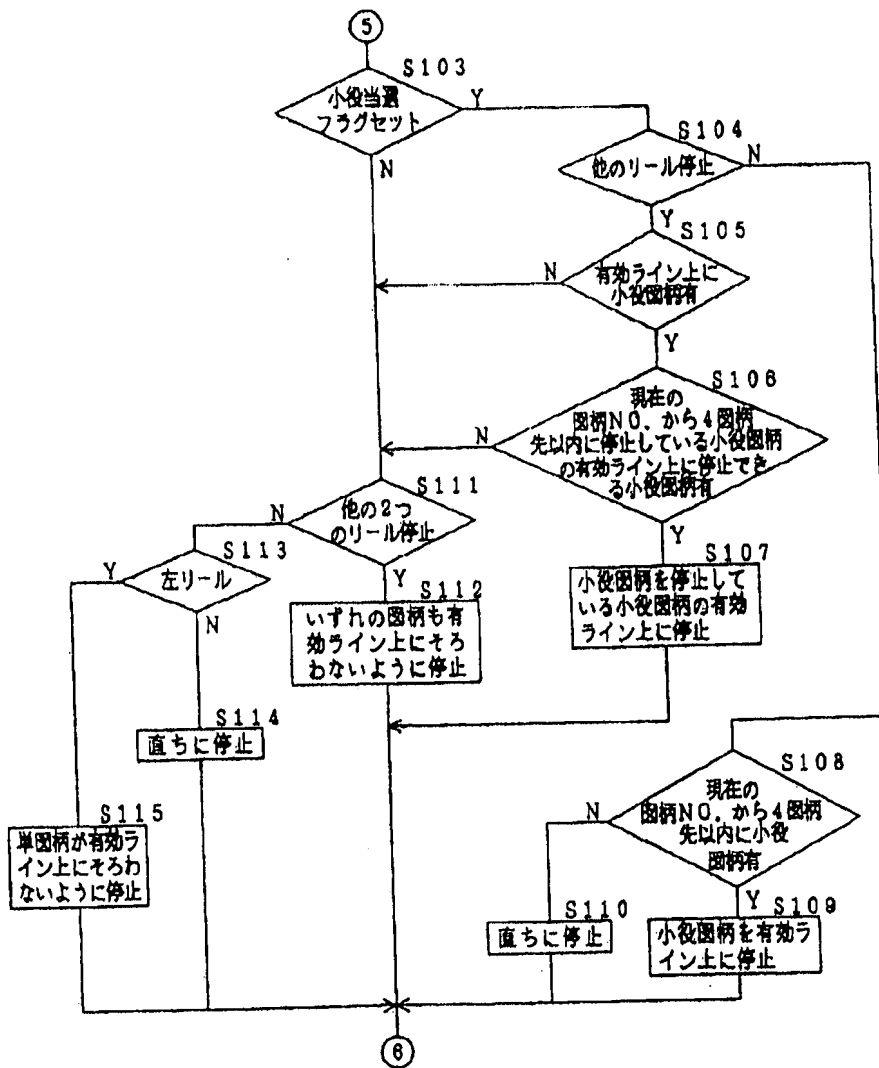 5
S103
小役当選
フラグセット
Y
N
S104
他のリール停止
N
Y
S105
有効ライン上に
小役図柄有
N
Y
S106
現在の
図柄NO.から4図柄
先以内に停止している小役図柄
の有効ライン上に停止でき
る小役図柄有
N
Y
S107
小役図柄を停止して
いる小役図柄の有効
ライン上に停止
S111
他の2つ
のリール停止
N
Y
S112
いずれの図柄も有
効ライン上にそろ
わないように停止
S113
左リール
Y
N
S114
直ちに停止
S115
単図柄が有効ラ
イン上にそろわ
ないように停止
S108
現在の
図柄NO.から4図柄
先以内に小役
図柄有
N
Y
S110
直ちに停止
S109
小役図柄を有効ラ
イン上に停止
6